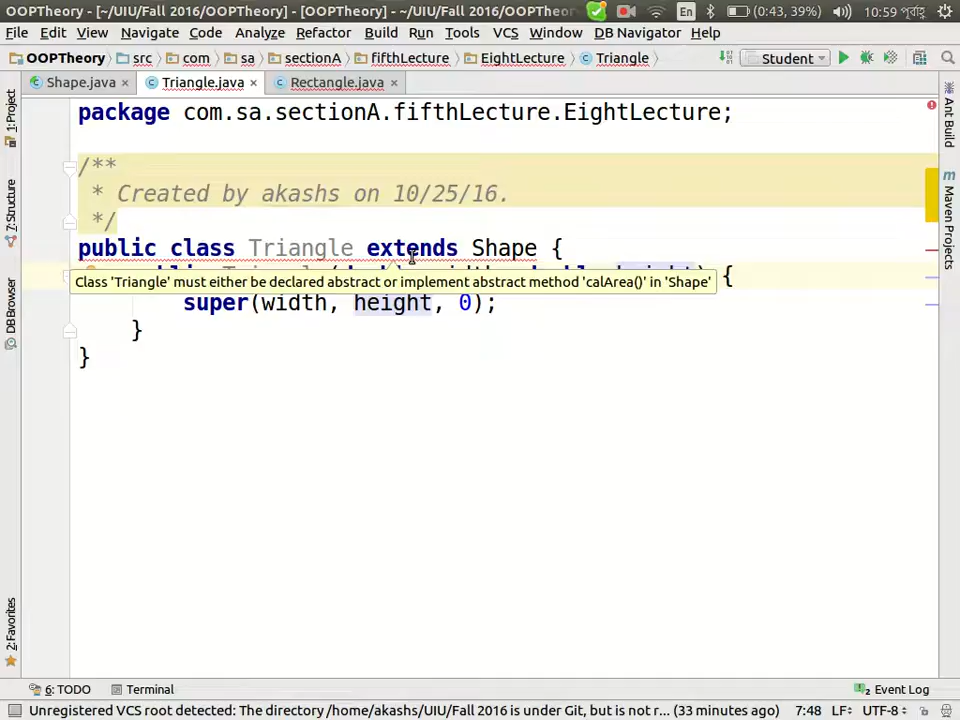 OOPTheory - [~/UIU/Fall 2016/OOPTheory] - [OOPTheory] - ~/UIU/Fall 2016/OOPTheo En (0:43, 39%) 10:59 পূর্বাহ্ণ
File Edit View Navigate Code Analyze Refactor Build Run Tools VCS Window DB Navigator Help
OOPTheory src com sa sectionA fifthLecture EightLecture Triangle Student
Shape.java Triangle.java Rectangle.java
1: Project
7: Structure
DB Browser
2: Favorites
package com.sa.sectionA.fifthLecture.EightLecture;
/**
* Created by akashs on 10/25/16.
*/
public class Triangle extends Shape {
{
Class 'Triangle' must either be declared abstract or implement abstract method 'calArea()' in 'Shape'
super(width, height, 0);
}
}
Ant Build
m Maven Projects
6: TODO Terminal 2 Event Log
Unregistered VCS root detected: The directory /home/akashs/UIU/Fall 2016 is under Git, but is not r... (33 minutes ago) 7:48 LF÷ UTF-8